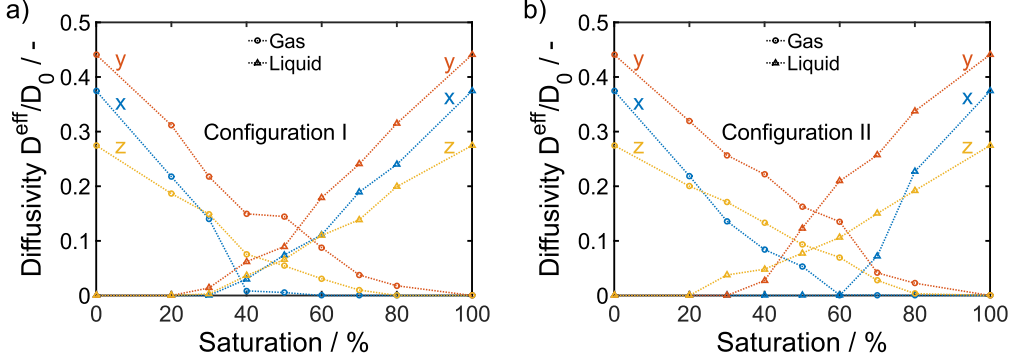 a)
Diffusivity D^eff/D_0 / -
0.5
0.4
0.3
0.2
0.1
0
Gas
Liquid
y
x
z
y
x
z
Configuration I
0 20 40 60 80 100
Saturation / %
b)
Diffusivity D^eff/D_0 / -
0.5
0.4
0.3
0.2
0.1
0
Gas
Liquid
y
x
z
y
x
z
Configuration II
0 20 40 60 80 100
Saturation / %